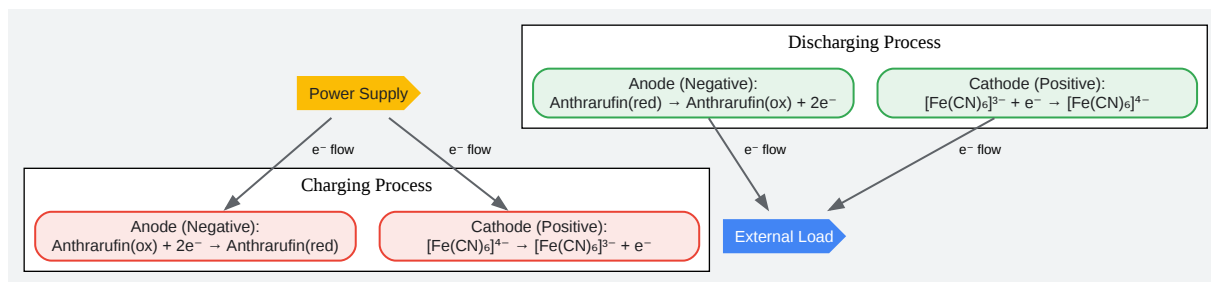 Discharging Process
Anode (Negative):
Anthrarufin(red) → Anthrarufin(ox) + 2e⁻
Cathode (Positive):
[Fe(CN)₆]³⁻ + e⁻ → [Fe(CN)₆]⁴⁻
Power Supply
e⁻ flow
e⁻ flow
e⁻ flow
e⁻ flow
Charging Process
Anode (Negative):
Anthrarufin(ox) + 2e⁻ → Anthrarufin(red)
Cathode (Positive):
[Fe(CN)₆]⁴⁻ → [Fe(CN)₆]³⁻ + e⁻
External Load